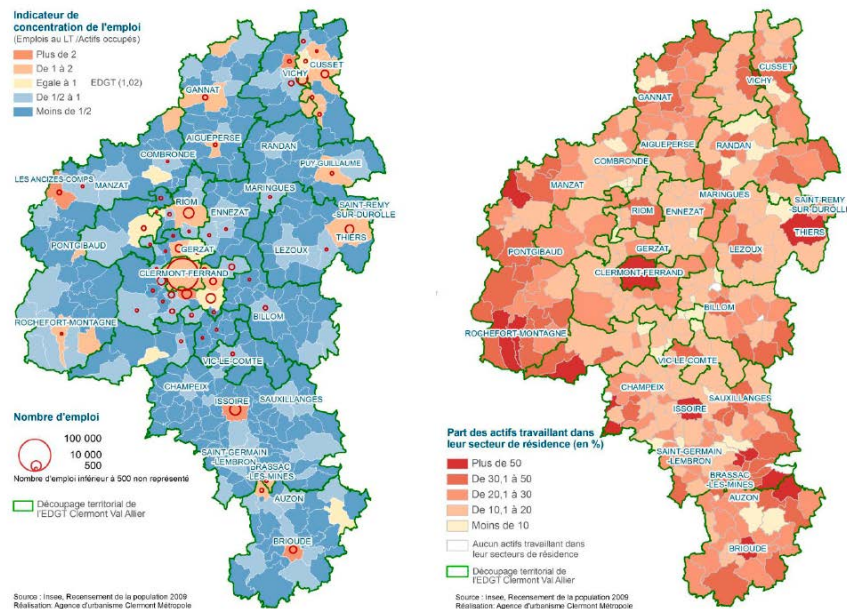 Indicateur de
concentration de l'emploi
(Emplois au LT /Actifs occupés)
Plus de 2
De 1 à 2
Egale à 1 EDGT (1,02)
De 1/2 à 1
Moins de 1/2
VICHY
CUSSET
GANNAT
AIGUEPERSE
RANDAN
COMBRONDE
PUY-GUILLAUME
LES ANCIZES-COMPS
MANZAT
MARINGUES
RIOM
ENNEZAT
SAINT-REMY
-SUR-DUROLLE
THIERS
PONTGIBAUD
GERZAT
LEZOUX
CLERMONT-FERRAND
ROCHEFORT-MONTAGNE
BILLOM
VIC-LE-COMTE
CHAMPEIX
ISSOIRE
SAUXILLANGES
SAINT-GERMAIN
-LEMBRON
BRASSAC
-LES-MINES
AUZON
BRIOUDE
Nombre d'emploi
100 000
10 000
500
Nombre d'emploi inférieur à 500 non représenté
Découpage territorial de
l'EDGT Clermont Val Allier
Source : Insee, Recensement de la population 2009
Réalisation: Agence d'urbanisme Clermont Métropole
CUSSET
VICHY
GANNAT
AIGUEPERSE
RANDAN
COMBRONDE
MANZAT
MARINGUES
SAINT-REMY
-SUR-DUROLLE
RIOM
ENNEZAT
THIERS
PONTGIBAUD
GERZAT
LEZOUX
CLERMONT-FERRAND
BILLOM
ROCHEFORT-MONTAGNE
VIC-LE-COMTE
CHAMPEIX
SAUXILLANGES
ISSOIRE
SAINT-GERMAIN
-LEMBRON
BRASSAC
-LES-MINES
AUZON
BRIOUDE
Part des actifs travaillant dans
leur secteur de résidence (en %)
Plus de 50
De 30,1 à 50
De 20,1 à 30
De 10,1 à 20
Moins de 10
Aucun actifs travaillant dans
leur secteurs de résidence
Découpage territorial de
l'EDGT Clermont Val Allier
Source : Insee, Recensement de la population 2009
Réalisation: Agence d'urbanisme Clermont Métropole